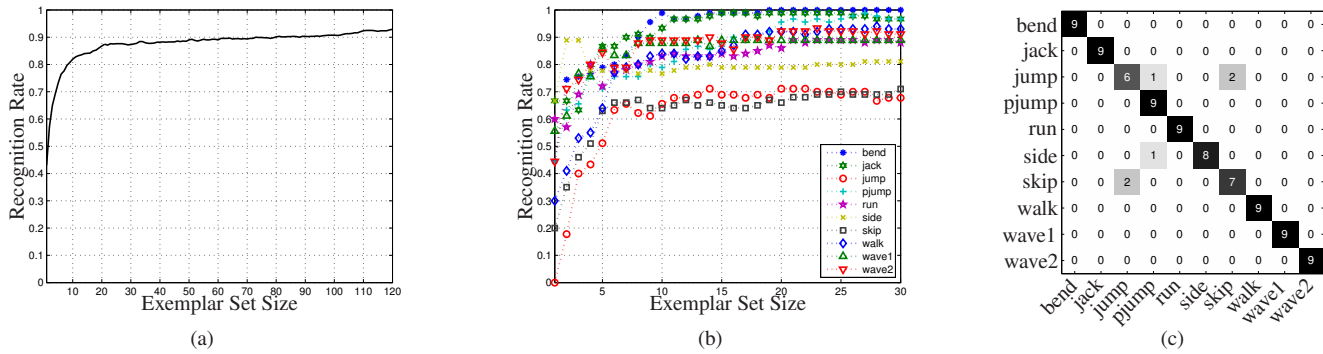 1
0.9
0.8
0.7
0.6
0.5
0.4
0.3
0.2
0.1
0
Recognition Rate
10 20 30 40 50 60 70 80 90 100 110 120
Exemplar Set Size
(a)
1
0.9
0.8
0.7
0.6
0.5
0.4
0.3
0.2
0.1
0
Recognition Rate
bend
jack
jump
pjump
run
side
skip
walk
wave1
wave2
5 10 15 20 25 30
Exemplar Set Size
(b)
bend 9 0 0 0 0 0 0 0 0 0
jack 0 9 0 0 0 0 0 0 0 0
jump 0 0 6 1 0 0 2 0 0 0
pjump 0 0 0 9 0 0 0 0 0 0
run 0 0 0 0 9 0 0 0 0 0
side 0 0 0 1 0 8 0 0 0 0
skip 0 0 2 0 0 0 7 0 0 0
walk 0 0 0 0 0 0 0 9 0 0
wave1 0 0 0 0 0 0 0 0 9 0
wave2 0 0 0 0 0 0 0 0 0 9
bend jack jump pjump run side skip walk wave1 wave2
(c)